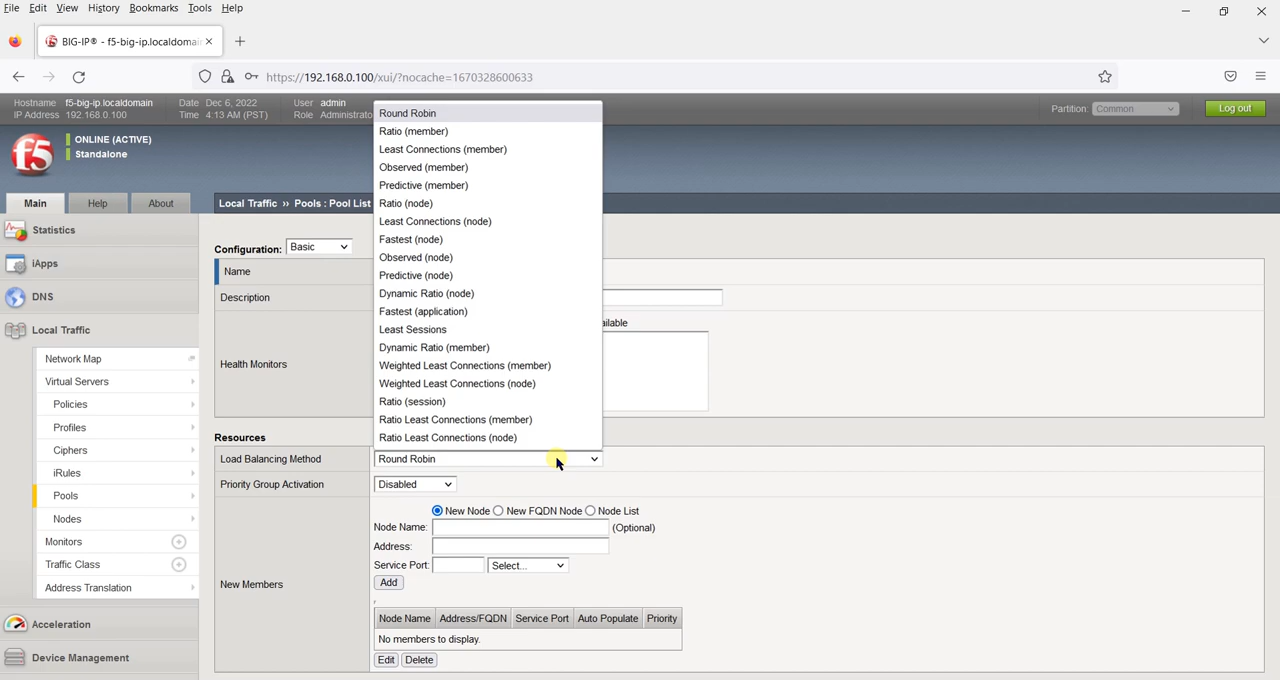 File Edit View History Bookmarks Tools Help
BIG-IP® - f5-big-ip.localdomai
https://192.168.0.100/xui/?nocache=1670328600633
Hostname f5-big-ip.localdomain Date Dec 6, 2022 User admin
IP Address 192.168.0.100 Time 4:13 AM (PST) Role Administrato
Partition: Common Log out
f5 ONLINE (ACTIVE)
Standalone
Main Help About
Local Traffic ›› Pools : Pool List
Statistics
iApps
DNS
Local Traffic
Network Map
Virtual Servers
Policies
Profiles
Ciphers
iRules
Pools
Nodes
Monitors
Traffic Class
Address Translation
Acceleration
Device Management
Configuration: Basic
Name
Description
ailable
Health Monitors
Round Robin
Ratio (member)
Least Connections (member)
Observed (member)
Predictive (member)
Ratio (node)
Least Connections (node)
Fastest (node)
Observed (node)
Predictive (node)
Dynamic Ratio (node)
Fastest (application)
Least Sessions
Dynamic Ratio (member)
Weighted Least Connections (member)
Weighted Least Connections (node)
Ratio (session)
Ratio Least Connections (member)
Ratio Least Connections (node)
Resources
Load Balancing Method Round Robin
Priority Group Activation Disabled
New Members
New Node New FQDN Node Node List
Node Name: (Optional)
Address:
Service Port: Select...
Add
,
Node Name Address/FQDN Service Port Auto Populate Priority
No members to display.
Edit Delete